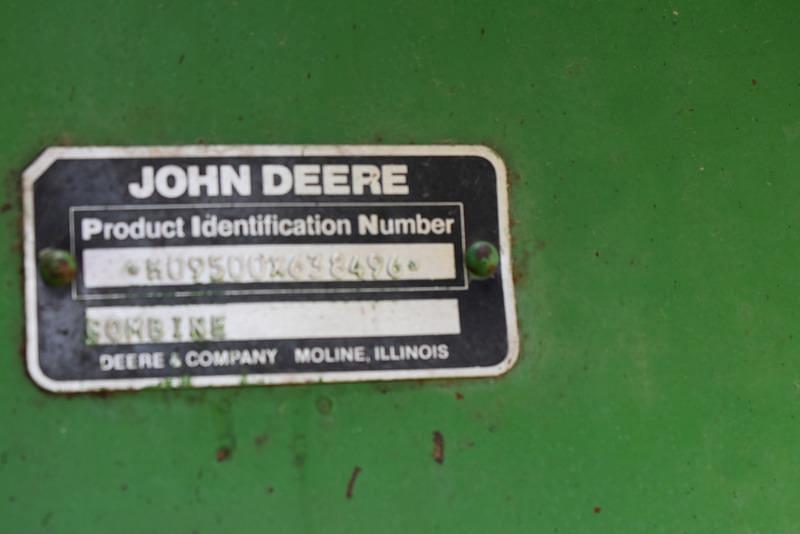 JOHN DEERE
Product Identification Number
*H09500X638496*
COMBINE
DEERE & COMPANY MOLINE, ILLINOIS